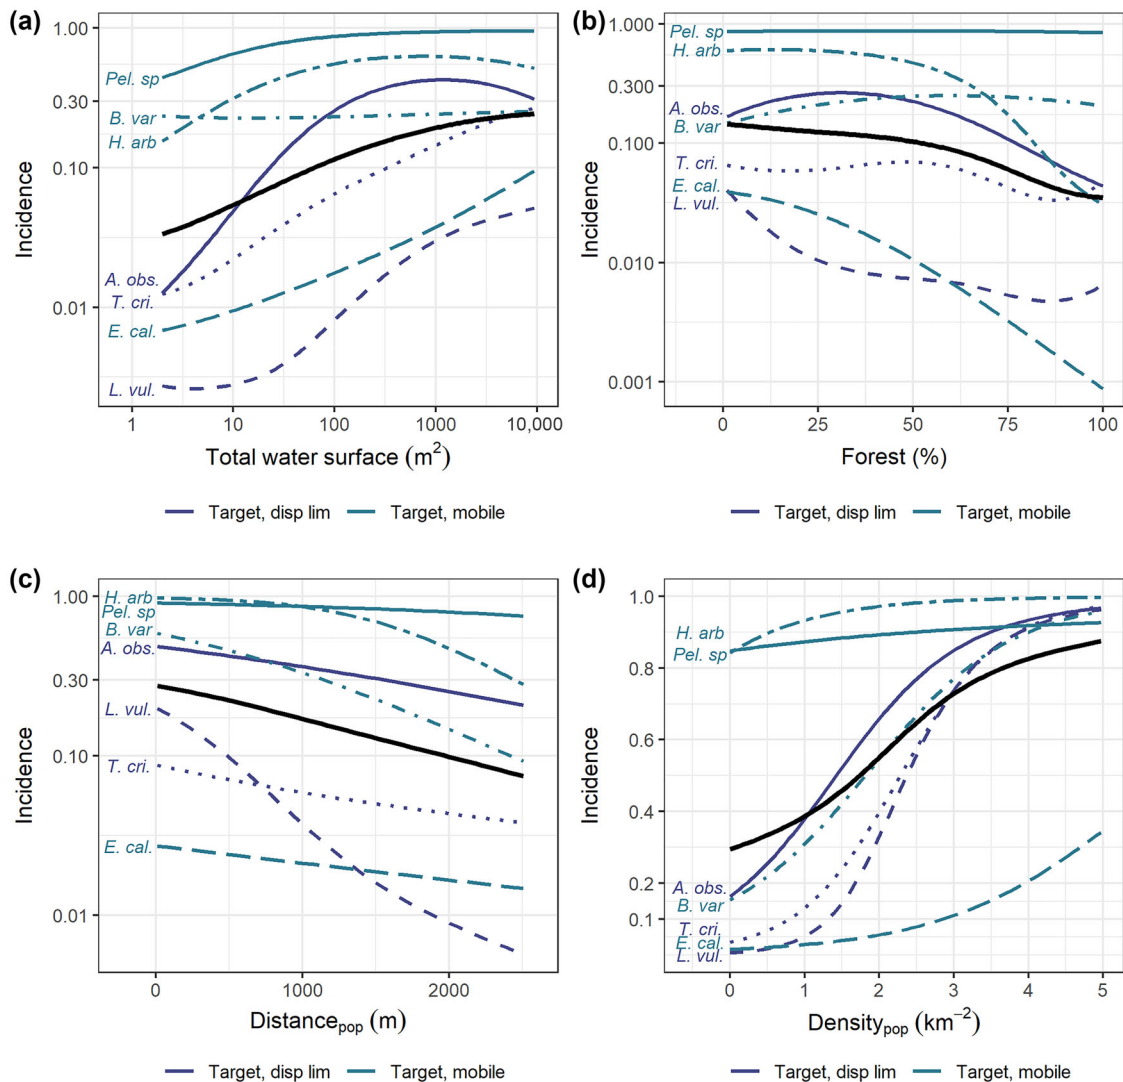 (a)
Incidence
1.00
0.30
0.10
0.01
Pel. sp
B. var
H. arb
A. obs.
T. cri.
E. cal.
L. vul.
1 10 100 1000 10,000
Total water surface (m²)
Target, disp lim Target, mobile
(b)
Incidence
1.000
0.300
0.100
0.010
0.001
Pel. sp
H. arb
A. obs.
B. var
T. cri.
E. cal.
L. vul.
0 25 50 75 100
Forest (%)
Target, disp lim Target, mobile
(c)
Incidence
1.00
0.30
0.10
0.01
H. arb
Pel. sp
B. var
A. obs.
L. vul.
T. cri.
E. cal.
0 1000 2000
Distancepop (m)
Target, disp lim Target, mobile
(d)
Incidence
1.0
0.8
0.6
0.4
0.2
0.1
H. arb
Pel. sp
A. obs.
B. var
T. cri.
E. cal.
L. vul.
0 1 2 3 4 5
Densitypop (km⁻²)
Target, disp lim Target, mobile